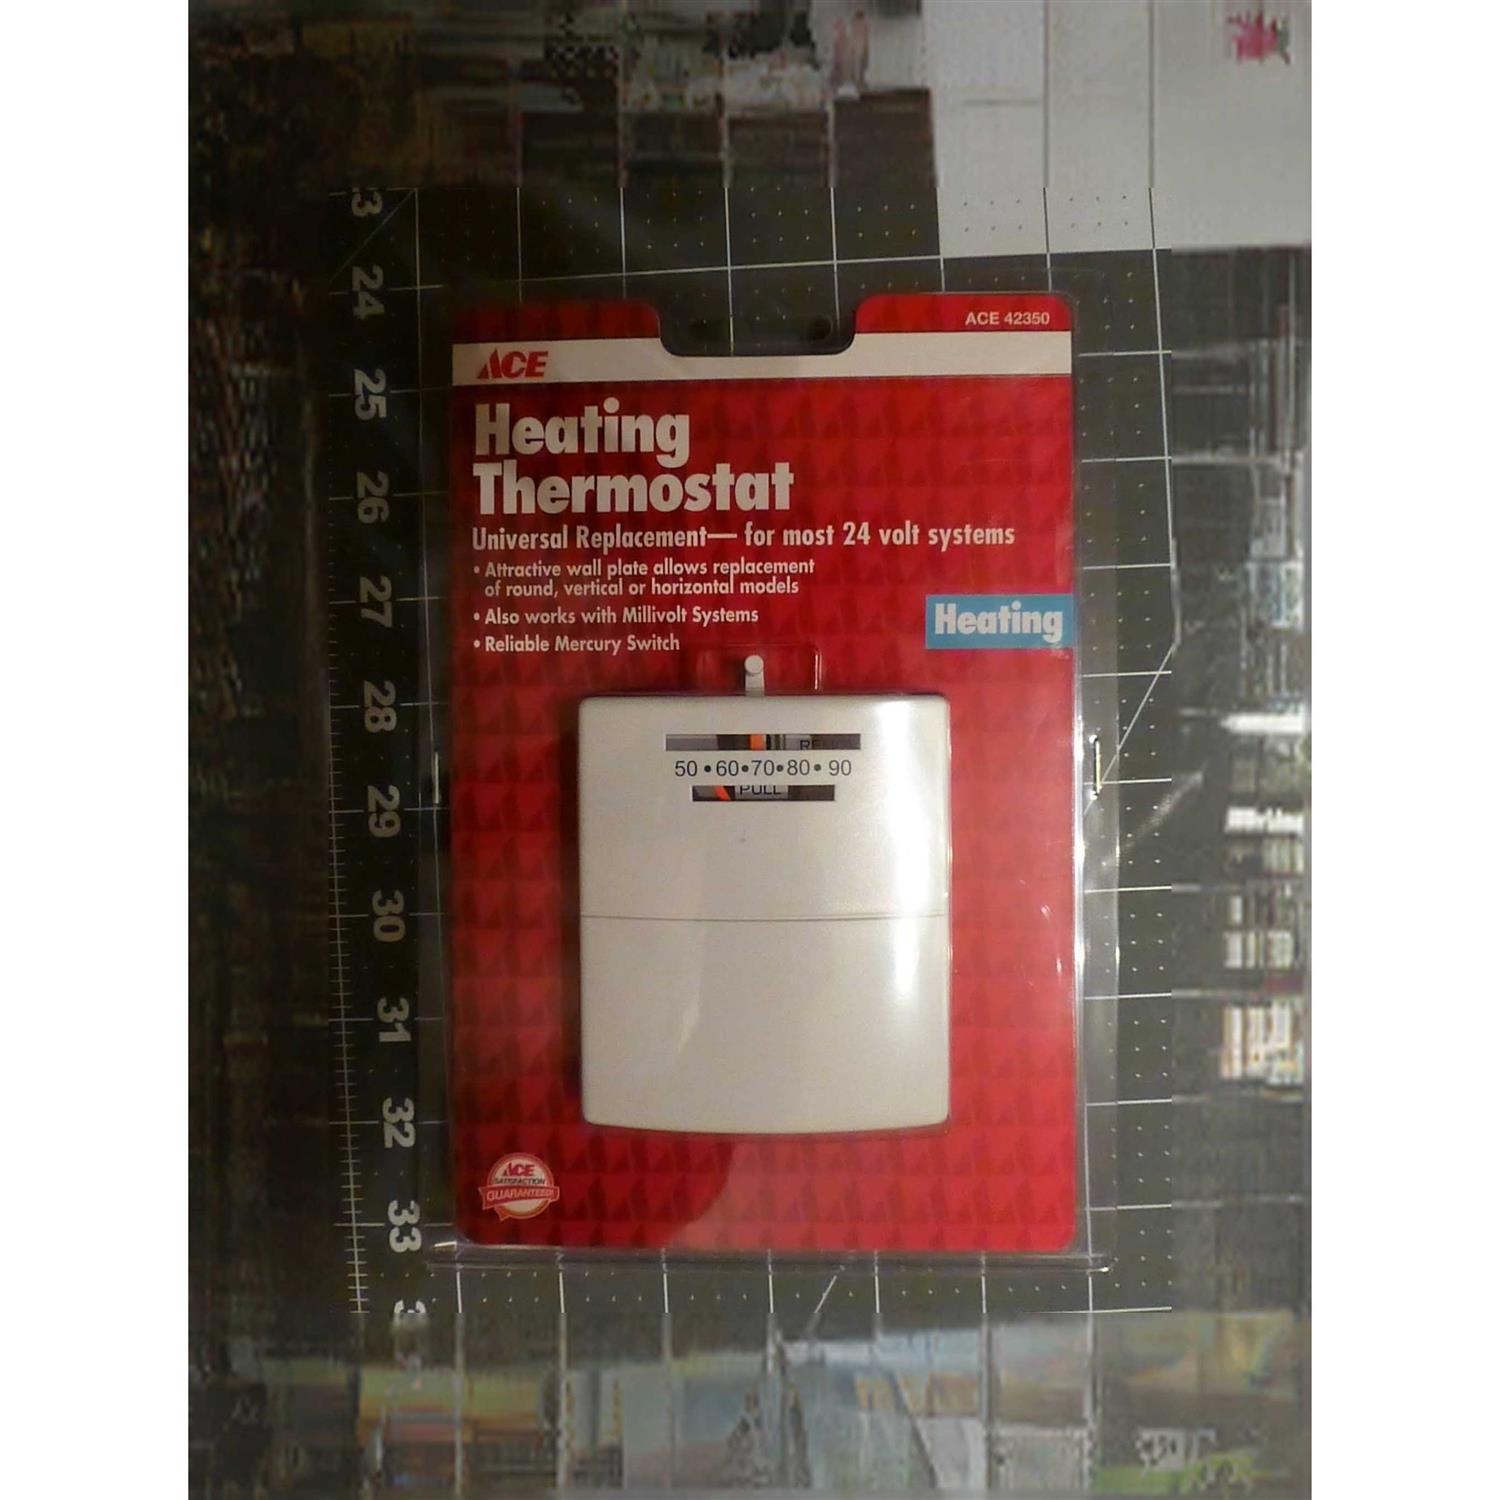 ACE 42350
ACE
Heating
Thermostat
Universal Replacement— for most 24 volt systems
• Attractive wall plate allows replacement
of round, vertical or horizontal models
• Also works with Millivolt Systems
• Reliable Mercury Switch
Heating
50 • 60 • 70 • 80 • 90
PULL
ACE
SATISFACTION
GUARANTEED!
24
25
26
27
28
29
30
31
32
33